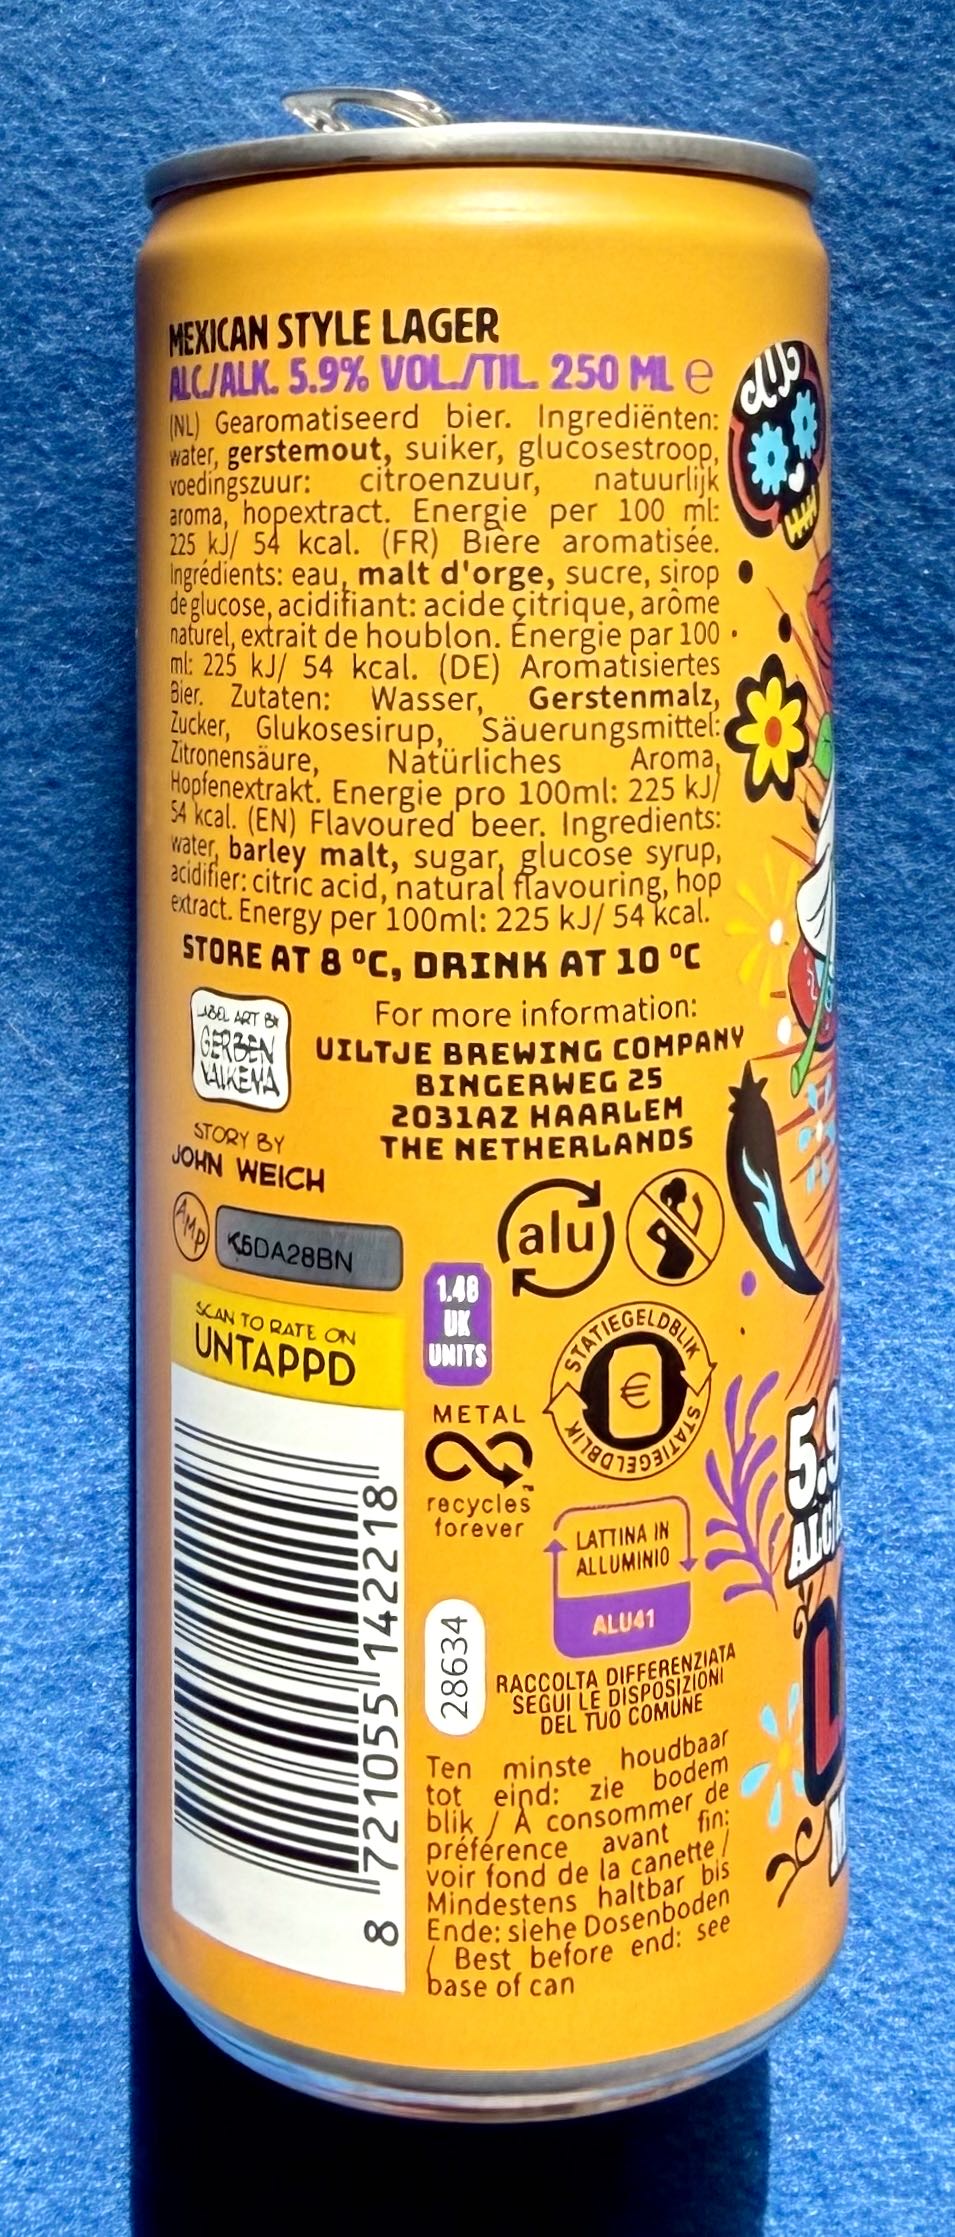 MEXICAN STYLE LAGER
ALC./ALK. 5.9% VOL./TIL. 250 ML e
(NL) Gearomatiseerd bier. Ingrediënten:
water, gerstemout, suiker, glucosestroop,
voedingszuur: citroenzuur, natuurlijk
aroma, hopextract. Energie per 100 ml:
225 kJ/ 54 kcal. (FR) Bière aromatisée.
Ingrédients: eau, malt d'orge, sucre, sirop
de glucose, acidifiant: acide citrique, arôme
naturel, extrait de houblon. Énergie par 100
ml: 225 kJ/ 54 kcal. (DE) Aromatisiertes
Bier. Zutaten: Wasser, Gerstenmalz,
Zucker, Glukosesirup, Säuerungsmittel:
Zitronensäure, Natürliches Aroma,
Hopfenextrakt. Energie pro 100ml: 225 kJ/
54 kcal. (EN) Flavoured beer. Ingredients:
water, barley malt, sugar, glucose syrup,
acidifier: citric acid, natural flavouring, hop
extract. Energy per 100ml: 225 kJ/ 54 kcal.
STORE AT 8 °C, DRINK AT 10 °C
LABEL ART BY
GERBEN
VALKEMA
For more information:
UILTJE BREWING COMPANY
BINGERWEG 25
2031AZ HAARLEM
THE NETHERLANDS
STORY BY
JOHN WEICH
AMP
K5DA28BN
alu
1.48
UK
UNITS
STATIEGELDBLIK
€
STATIEGELDBLIK
SCAN TO RATE ON
UNTAPPD
8 721055 142218
METAL
recycles
forever
LATTINA IN
ALLUMINIO
ALU41
28634
RACCOLTA DIFFERENZIATA
SEGUI LE DISPOSIZIONI
DEL TUO COMUNE
Ten minste houdbaar
tot eind: zie bodem
blik / À consommer de
préférence avant fin:
voir fond de la canette /
Mindestens haltbar bis
Ende: siehe Dosenboden
/ Best before end: see
base of can
5.9